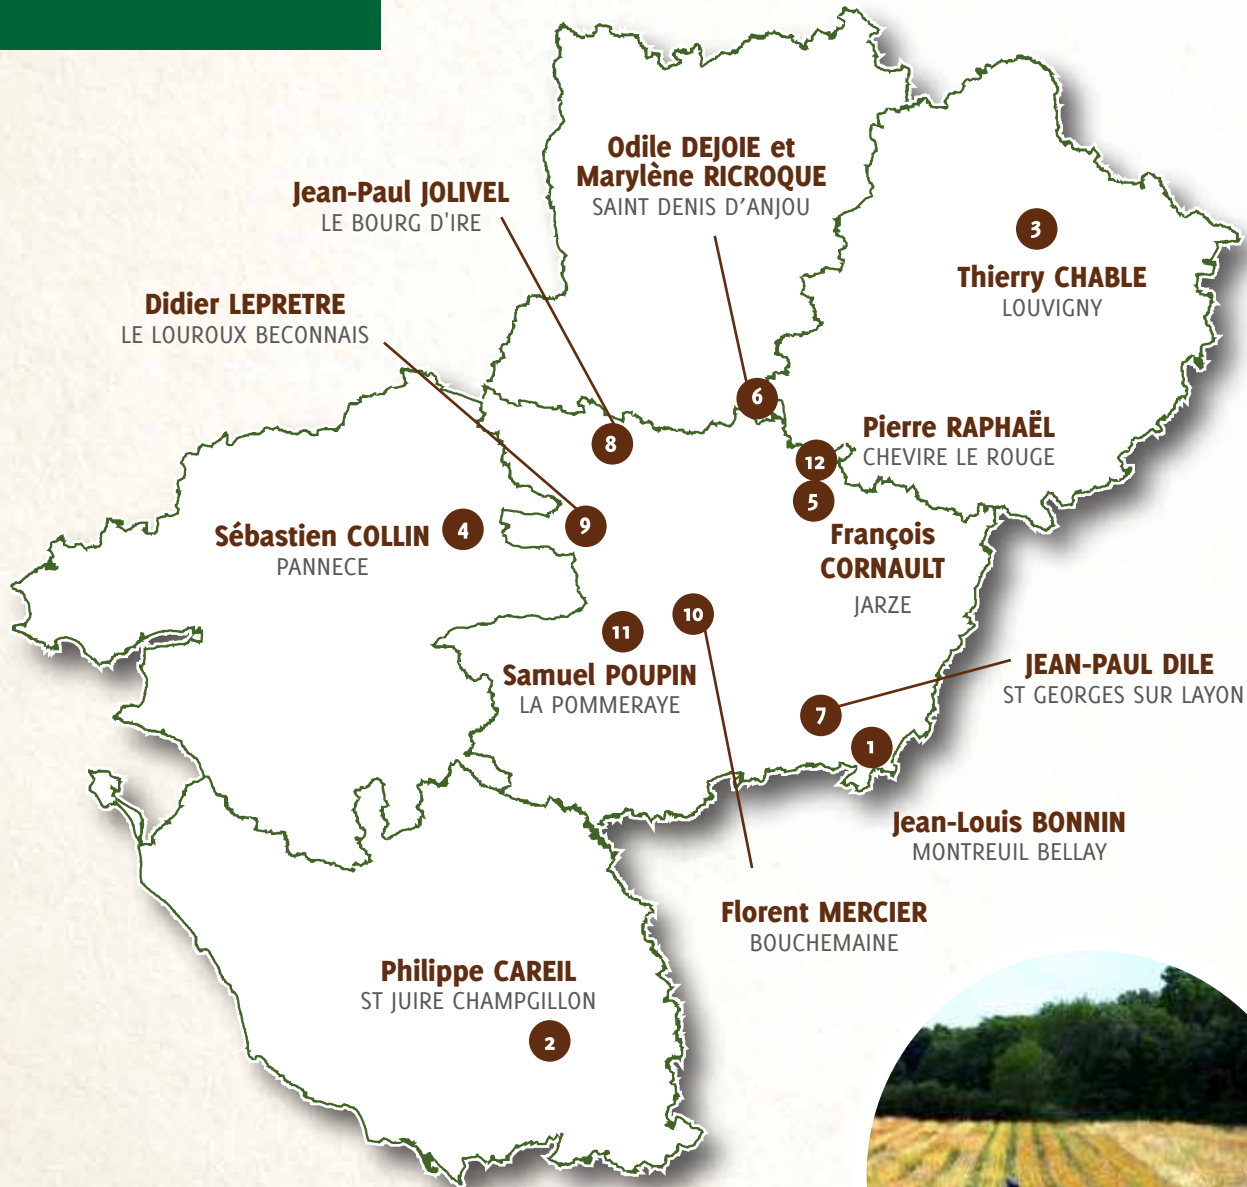 Odile DEJOIE et
Marylène RICROQUE
SAINT DENIS D’ANJOU
Jean-Paul JOLIVEL
LE BOURG D'IRE
3
Thierry CHABLE
LOUVIGNY
Didier LEPRETRE
LE LOUROUX BECONNAIS
6
8
Pierre RAPHAËL
CHEVIRE LE ROUGE
12
5
François
CORNAULT
JARZE
9
Sébastien COLLIN
PANNECE
4
10
11
Samuel POUPIN
LA POMMERAYE
JEAN-PAUL DILE
ST GEORGES SUR LAYON
7
1
Jean-Louis BONNIN
MONTREUIL BELLAY
Florent MERCIER
BOUCHEMAINE
Philippe CAREIL
ST JUIRE CHAMPGILLON
2